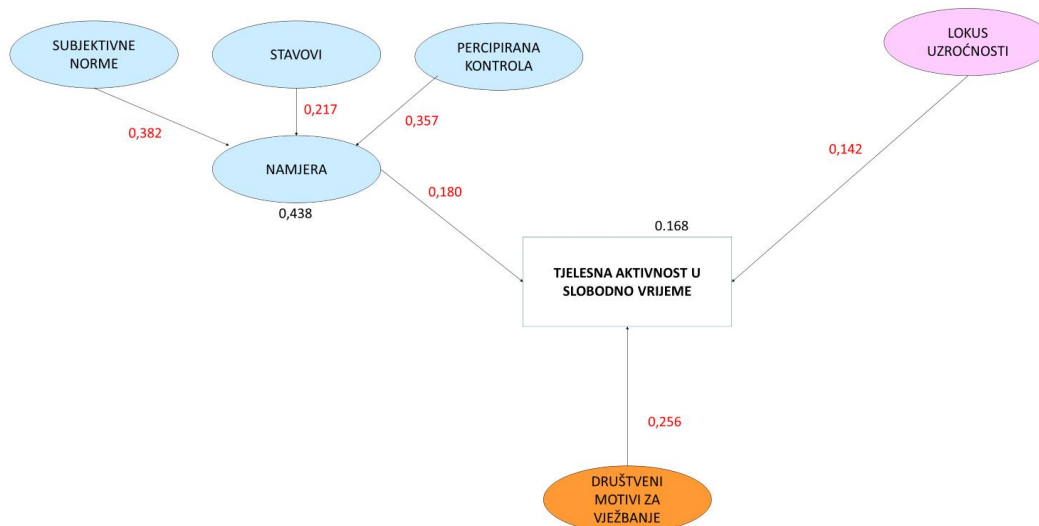 SUBJEKTIVNE
NORME
STAVOVI
PERCIPIRANA
KONTROLA
LOKUS
UZROĆNOSTI
0,382
0,217
0,357
0,142
NAMJERA
0,438
0,180
0.168
TJELESNA AKTIVNOST U
SLOBODNO VRIJEME
0,256
DRUŠTVENI
MOTIVI ZA
VJEŽBANJE